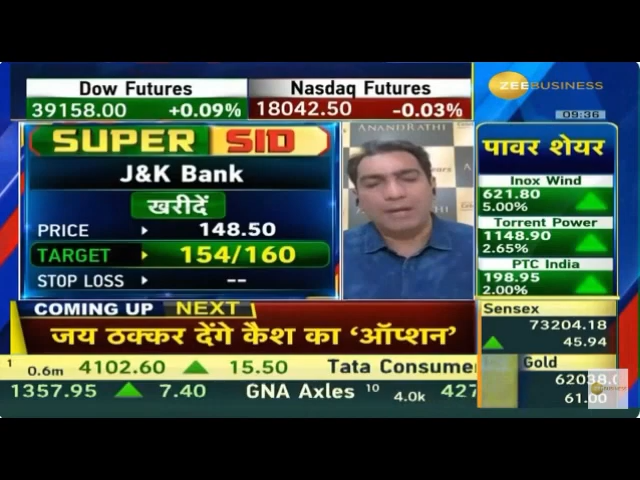 Dow Futures
39158.00 +0.09%
Nasdaq Futures
18042.50 -0.03%
ZEE BUSINESS
09:36
SUPER SID
J&K Bank
खरीदें
PRICE 148.50
TARGET 154/160
STOP LOSS --
ANANDRATHI
पावर शेयर
Inox Wind
621.80
5.00%
Torrent Power
1148.90
2.65%
PTC India
198.95
2.00%
COMING UP NEXT
जय ठक्कर देंगे कैश का ‘ऑप्शन’
Sensex
73204.18
45.94
Gold
62038.0
61.00
1 0.6m 4102.60 15.50 Tata Consumer
1357.95 7.40 GNA Axles 10 4.0k 427